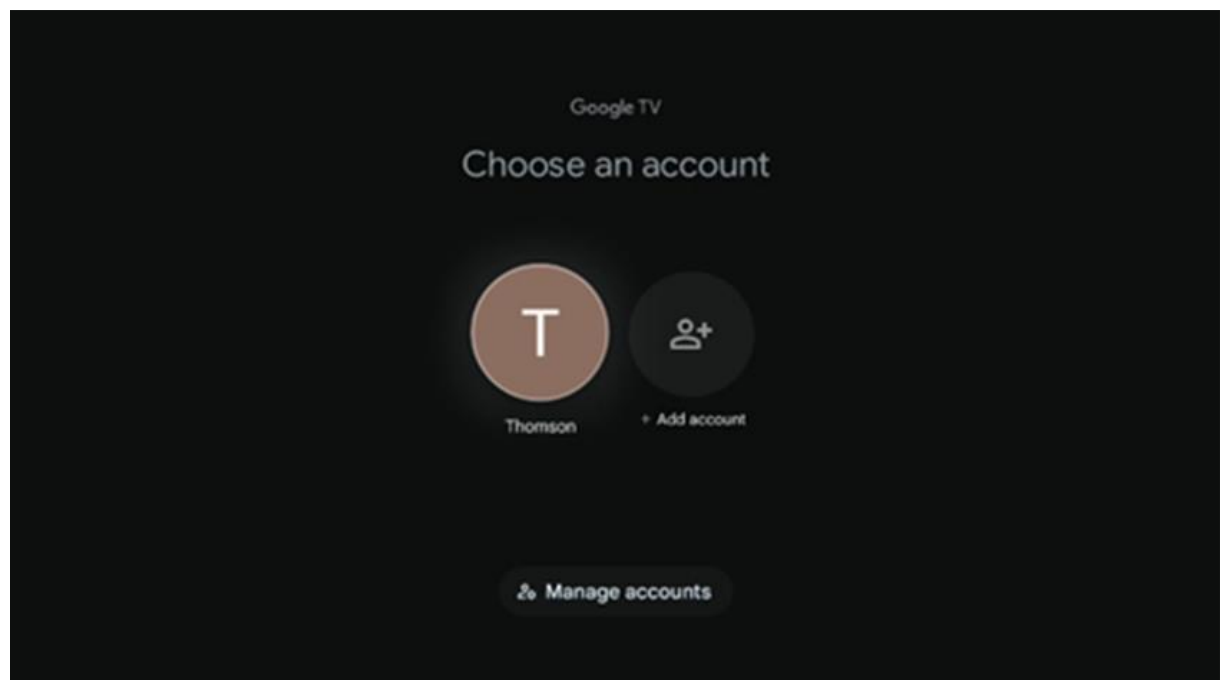 Google TV
Choose an account
T
Thomson
+ Add account
Manage accounts